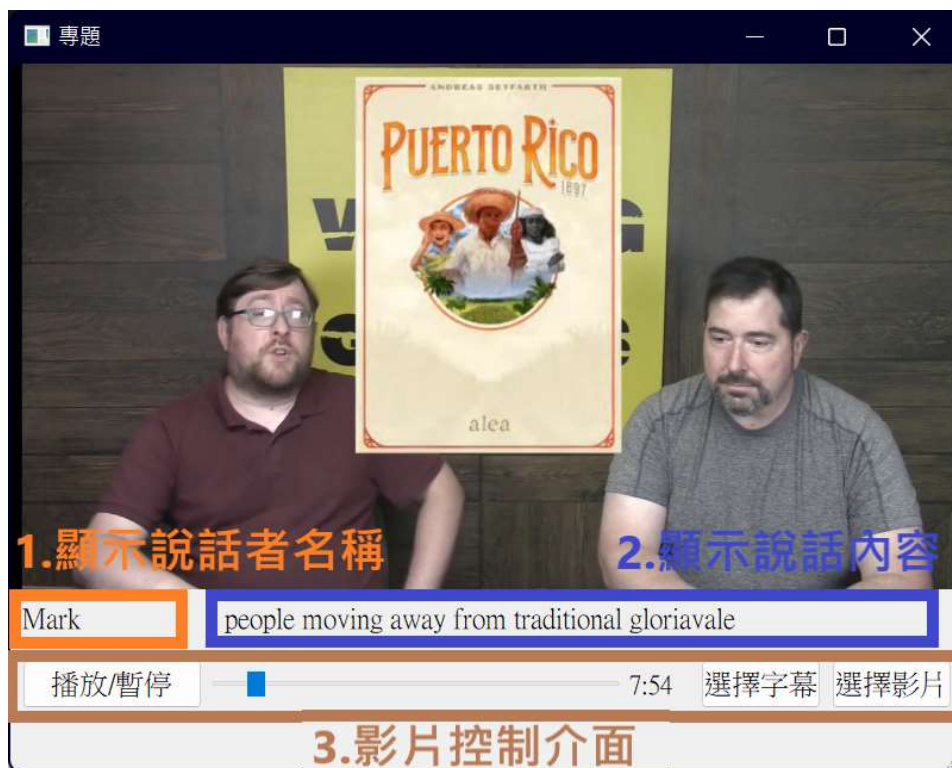 專題
ANDREAS SEYFARTH
PUERTO RICO
1897
alea
1.顯示說話者名稱
2.顯示說話內容
Mark
people moving away from traditional gloriavale
播放/暫停
7:54
選擇字幕
選擇影片
3.影片控制介面